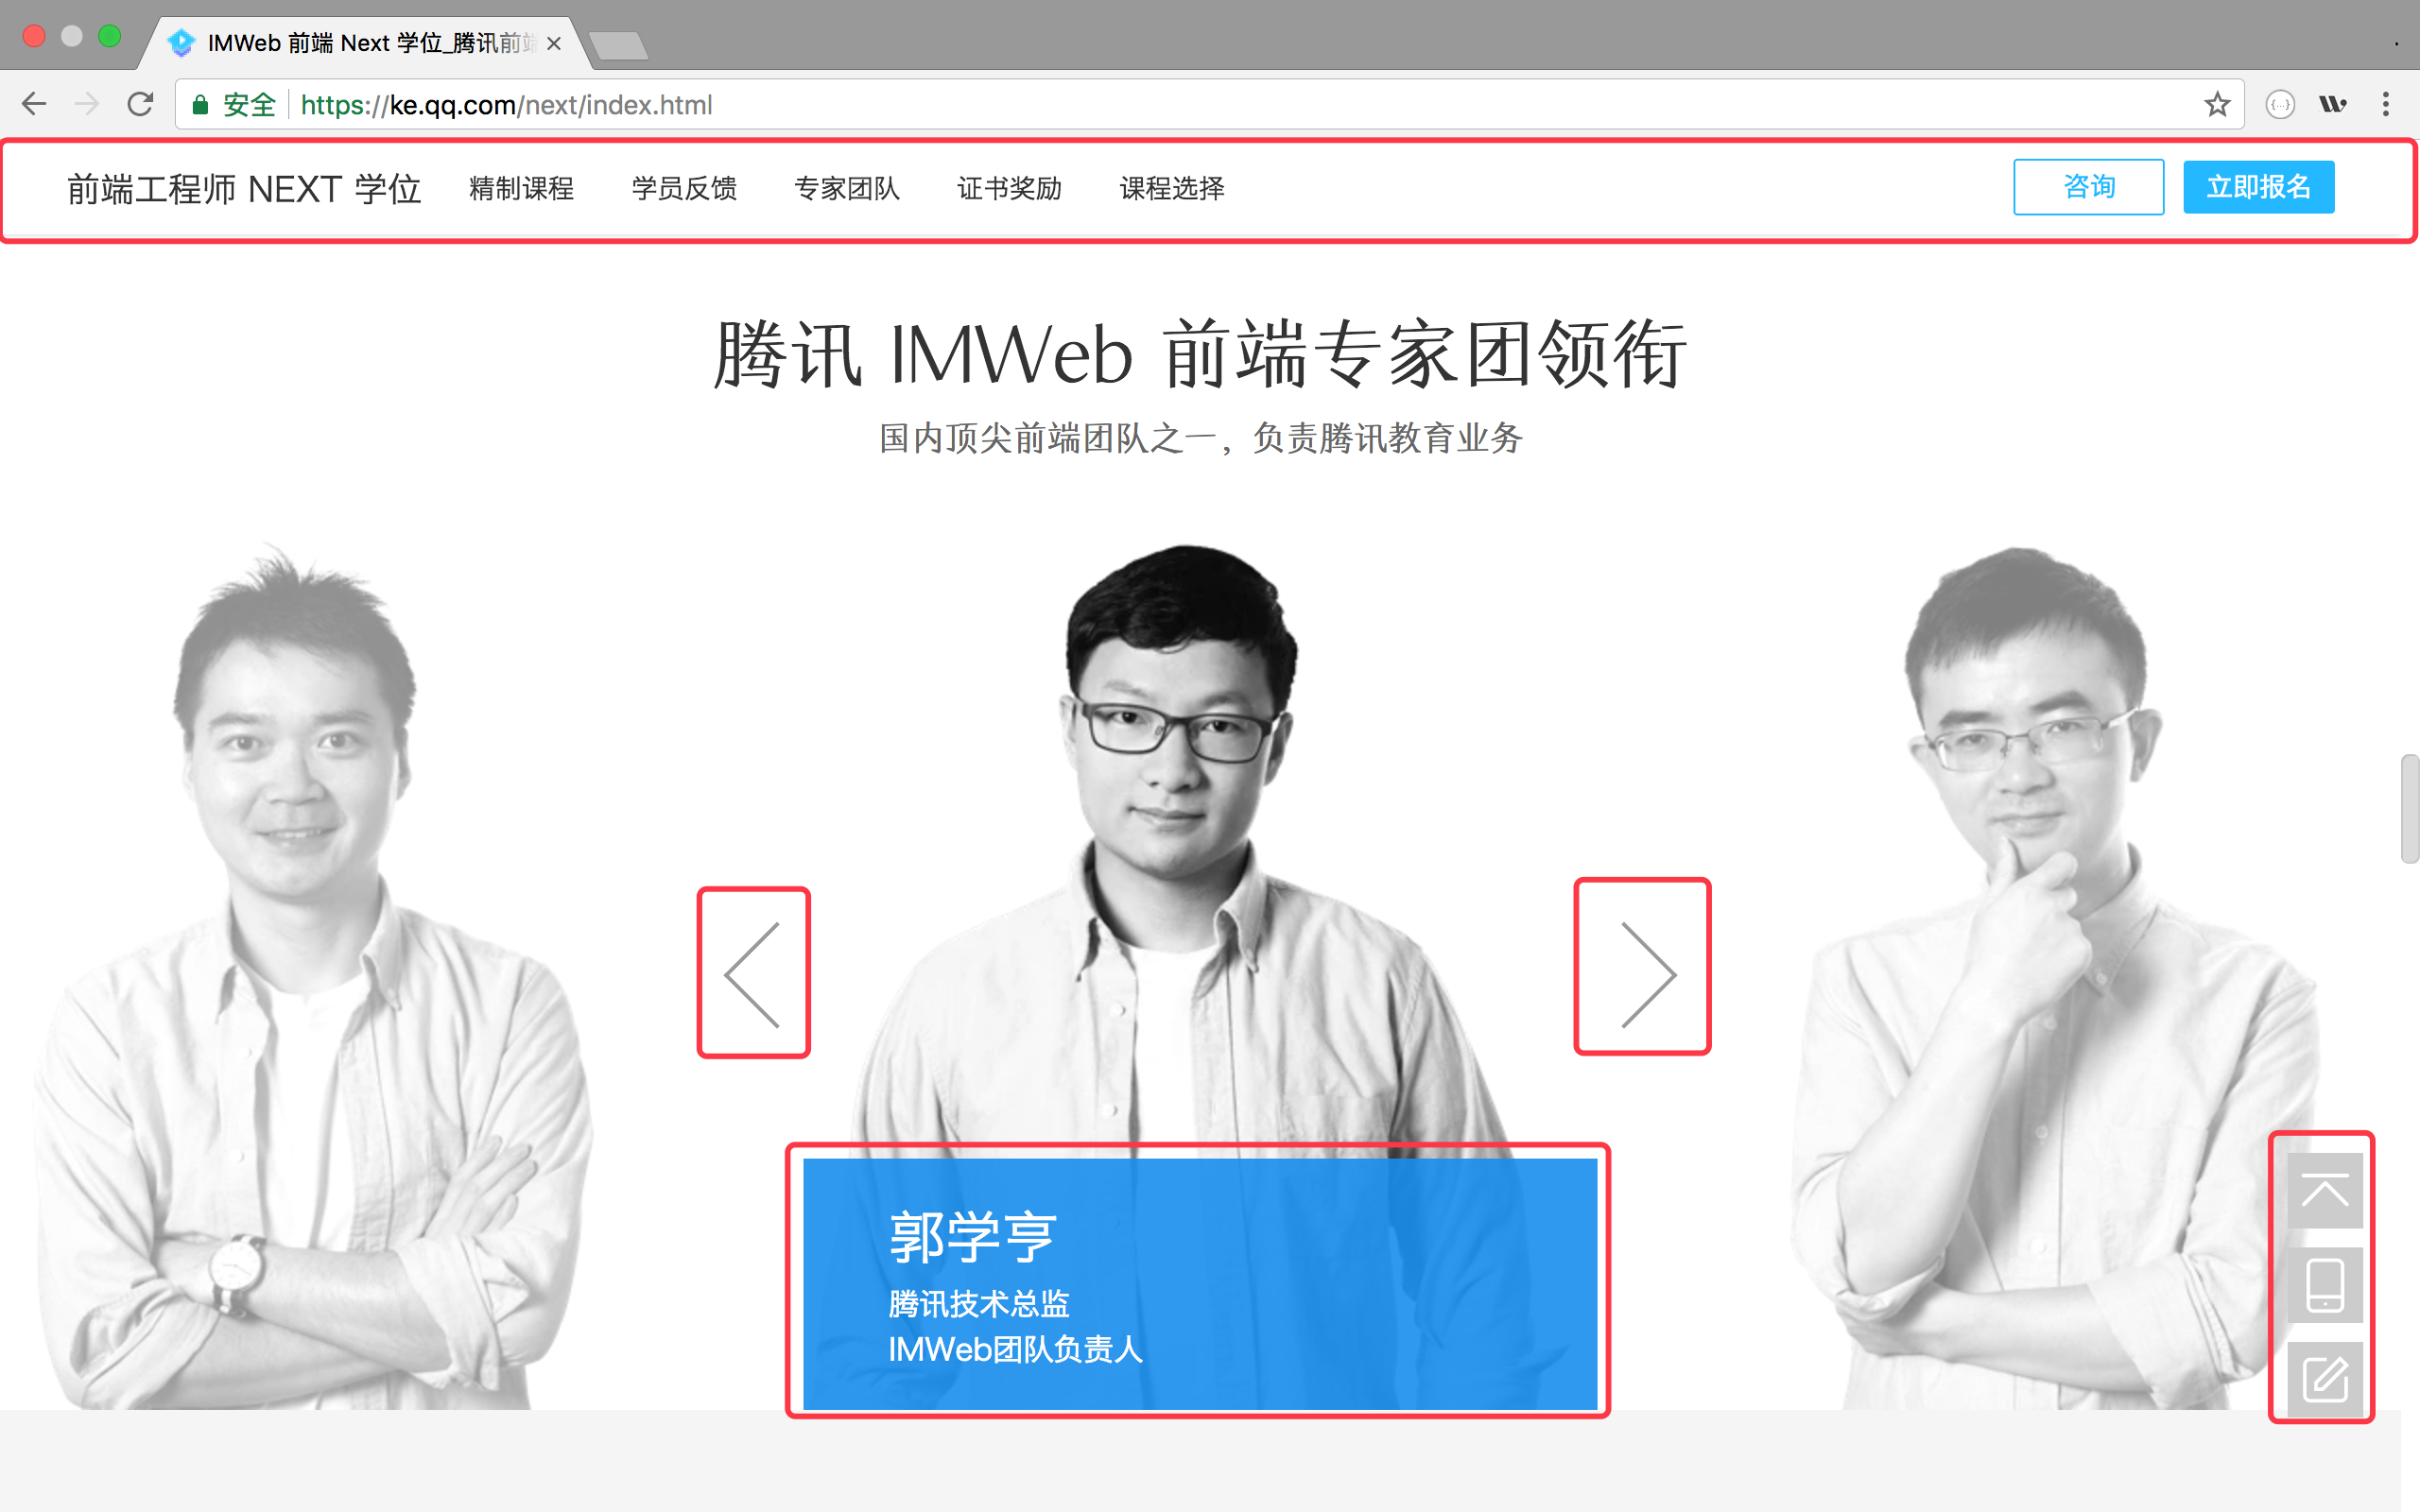 IMWeb 前端 Next 学位_腾讯前端
安全 https://ke.qq.com/next/index.html
前端工程师 NEXT 学位 精制课程 学员反馈 专家团队 证书奖励 课程选择 咨询 立即报名
腾讯 IMWeb 前端专家团领衔
国内顶尖前端团队之一，负责腾讯教育业务
郭学亨
腾讯技术总监
IMWeb团队负责人